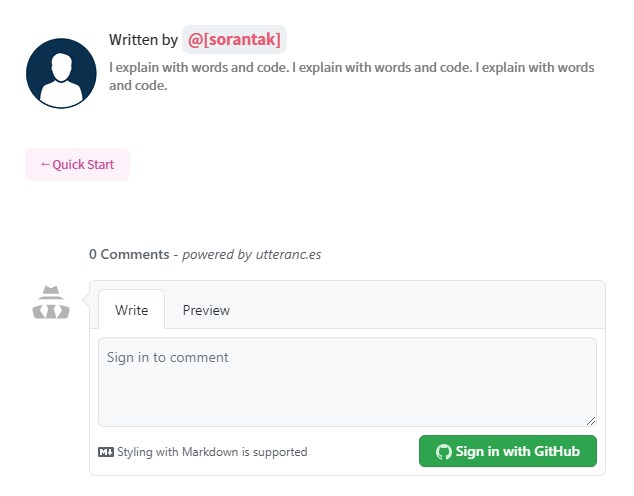 Written by @[sorantak]
I explain with words and code. I explain with words and code. I explain with words
and code.
←Quick Start
0 Comments - powered by utteranc.es
Write Preview
Sign in to comment
Styling with Markdown is supported
Sign in with GitHub